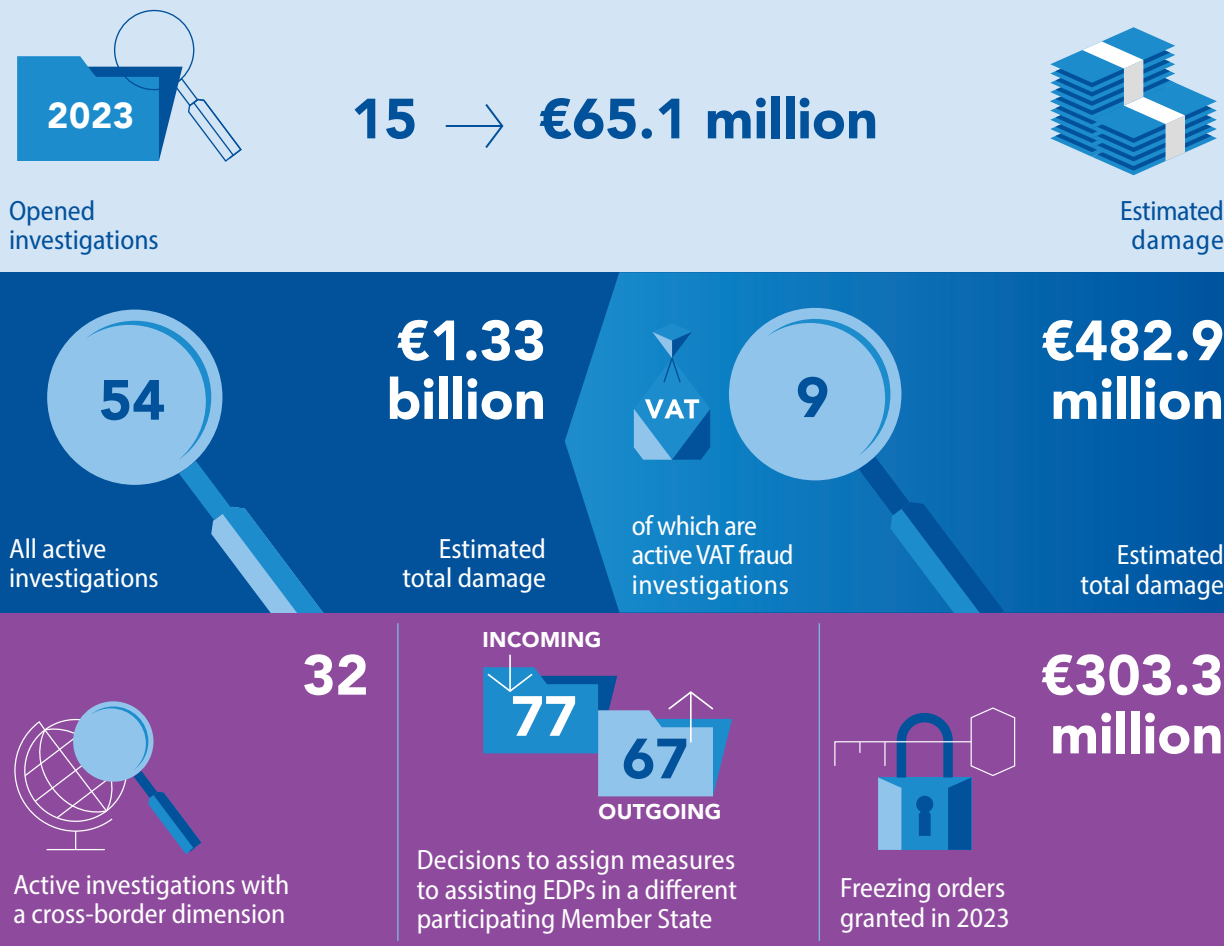 2023
15 → €65.1 million
Opened
investigations
Estimated
damage
54
€1.33
billion
All active
investigations
Estimated
total damage
VAT
9
€482.9
million
of which are
active VAT fraud
investigations
Estimated
total damage
32
Active investigations with
a cross-border dimension
INCOMING
77
67
OUTGOING
Decisions to assign measures
to assisting EDPs in a different
participating Member State
€303.3
million
Freezing orders
granted in 2023